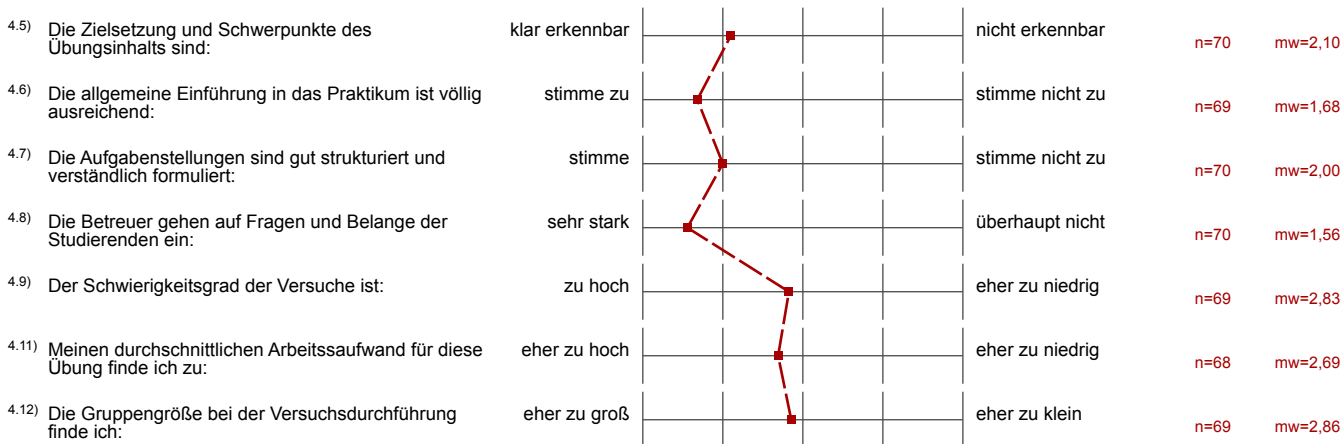 4.5) Die Zielsetzung und Schwerpunkte des
Übungsinhalts sind:
klar erkennbar
nicht erkennbar
n=70
mw=2,10
4.6) Die allgemeine Einführung in das Praktikum ist völlig
ausreichend:
stimme zu
stimme nicht zu
n=69
mw=1,68
4.7) Die Aufgabenstellungen sind gut strukturiert und
verständlich formuliert:
stimme
stimme nicht zu
n=70
mw=2,00
4.8) Die Betreuer gehen auf Fragen und Belange der
Studierenden ein:
sehr stark
überhaupt nicht
n=70
mw=1,56
4.9) Der Schwierigkeitsgrad der Versuche ist:
zu hoch
eher zu niedrig
n=69
mw=2,83
4.11) Meinen durchschnittlichen Arbeitssaufwand für diese
Übung finde ich zu:
eher zu hoch
eher zu niedrig
n=68
mw=2,69
4.12) Die Gruppengröße bei der Versuchsdurchführung
finde ich:
eher zu groß
eher zu klein
n=69
mw=2,86